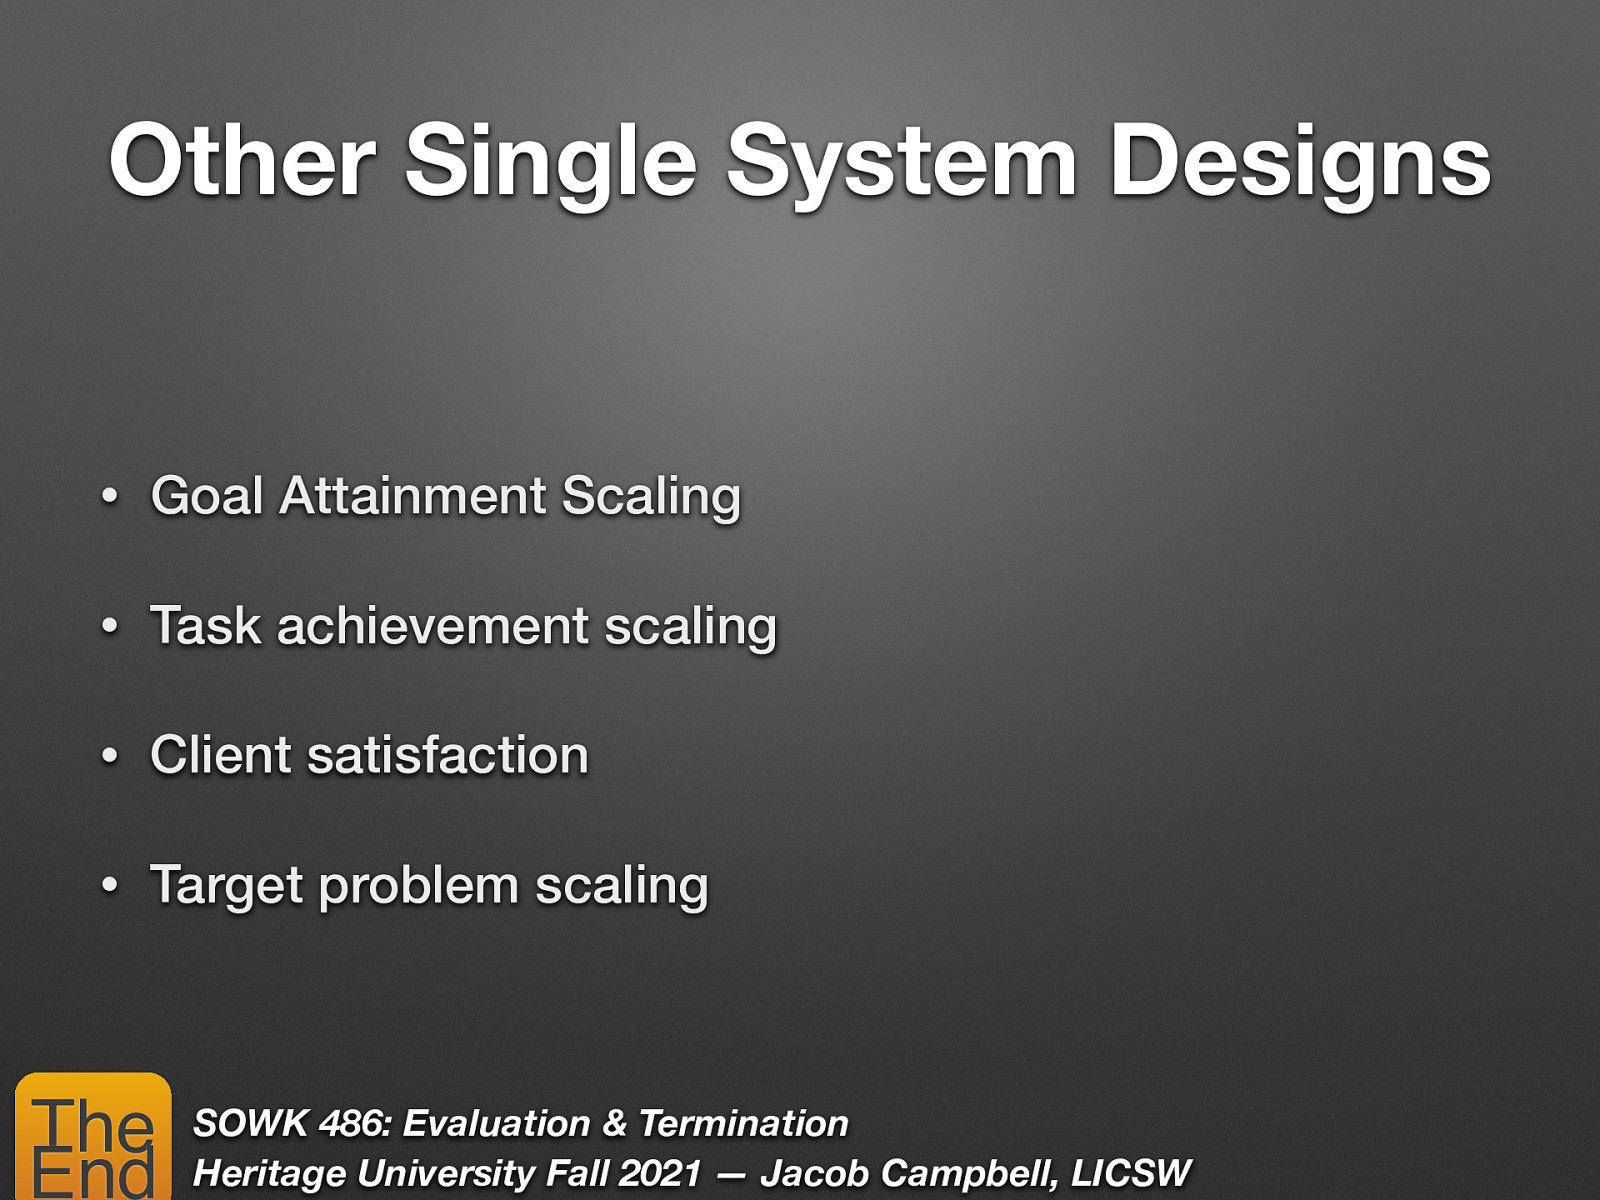 Other Single System Designs
• Goal Attainment Scaling
• Task achievement scaling
• Client satisfaction
• Target problem scaling
The
End
SOWK 486: Evaluation & Termination
Heritage University Fall 2021 — Jacob Campbell, LICSW